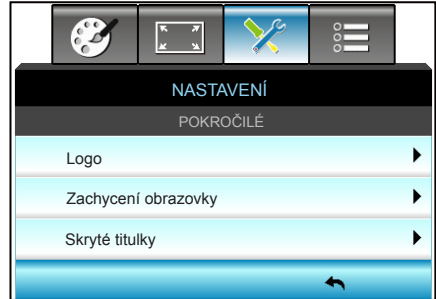 NASTAVENÍ
POKROČILÉ
Logo
Zachycení obrazovky
Skryté titulky